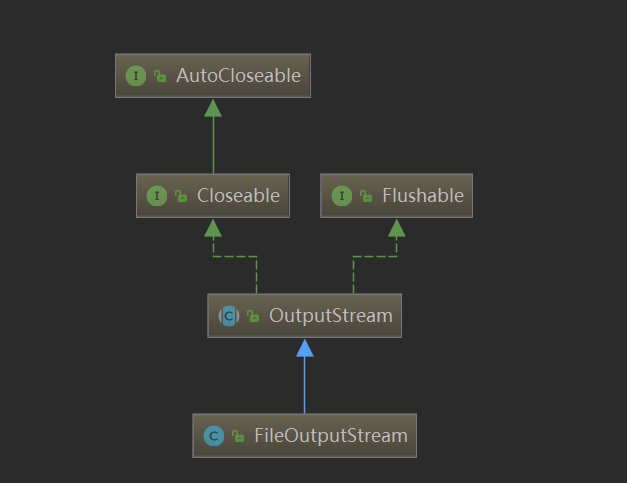 I AutoCloseable
I Closeable
I Flushable
C OutputStream
C FileOutputStream